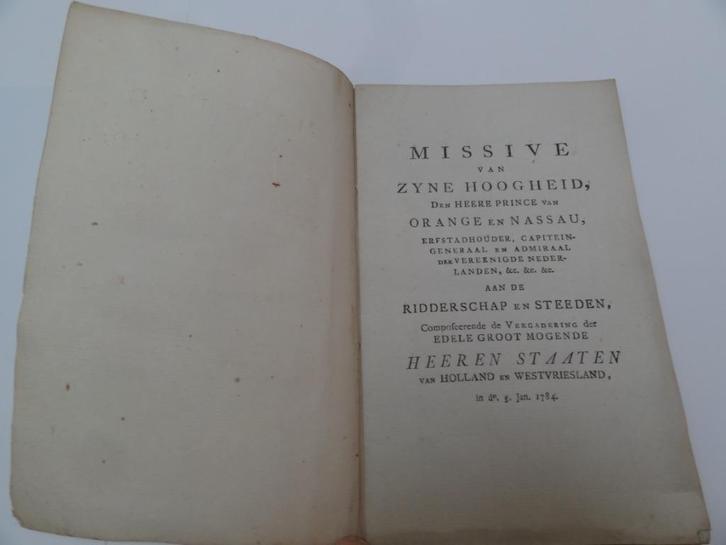 MISSIVE
VAN
ZYNE HOOGHEID,
DEN HEERE PRINCE VAN
ORANGE EN NASSAU,
ERFSTADHOUDER, CAPITEIN-
GENERAAL EN ADMIRAAL
DER VEREENIGDE NEDER-
LANDEN, &c. &c. &c.
AAN DE
RIDDERSCHAP EN STEEDEN,
Composeerende de VERGADERING der
EDELE GROOT MOGENDE
HEEREN STAATEN
VAN HOLLAND EN WESTVRIESLAND,
in do. 5. Jan. 1784.